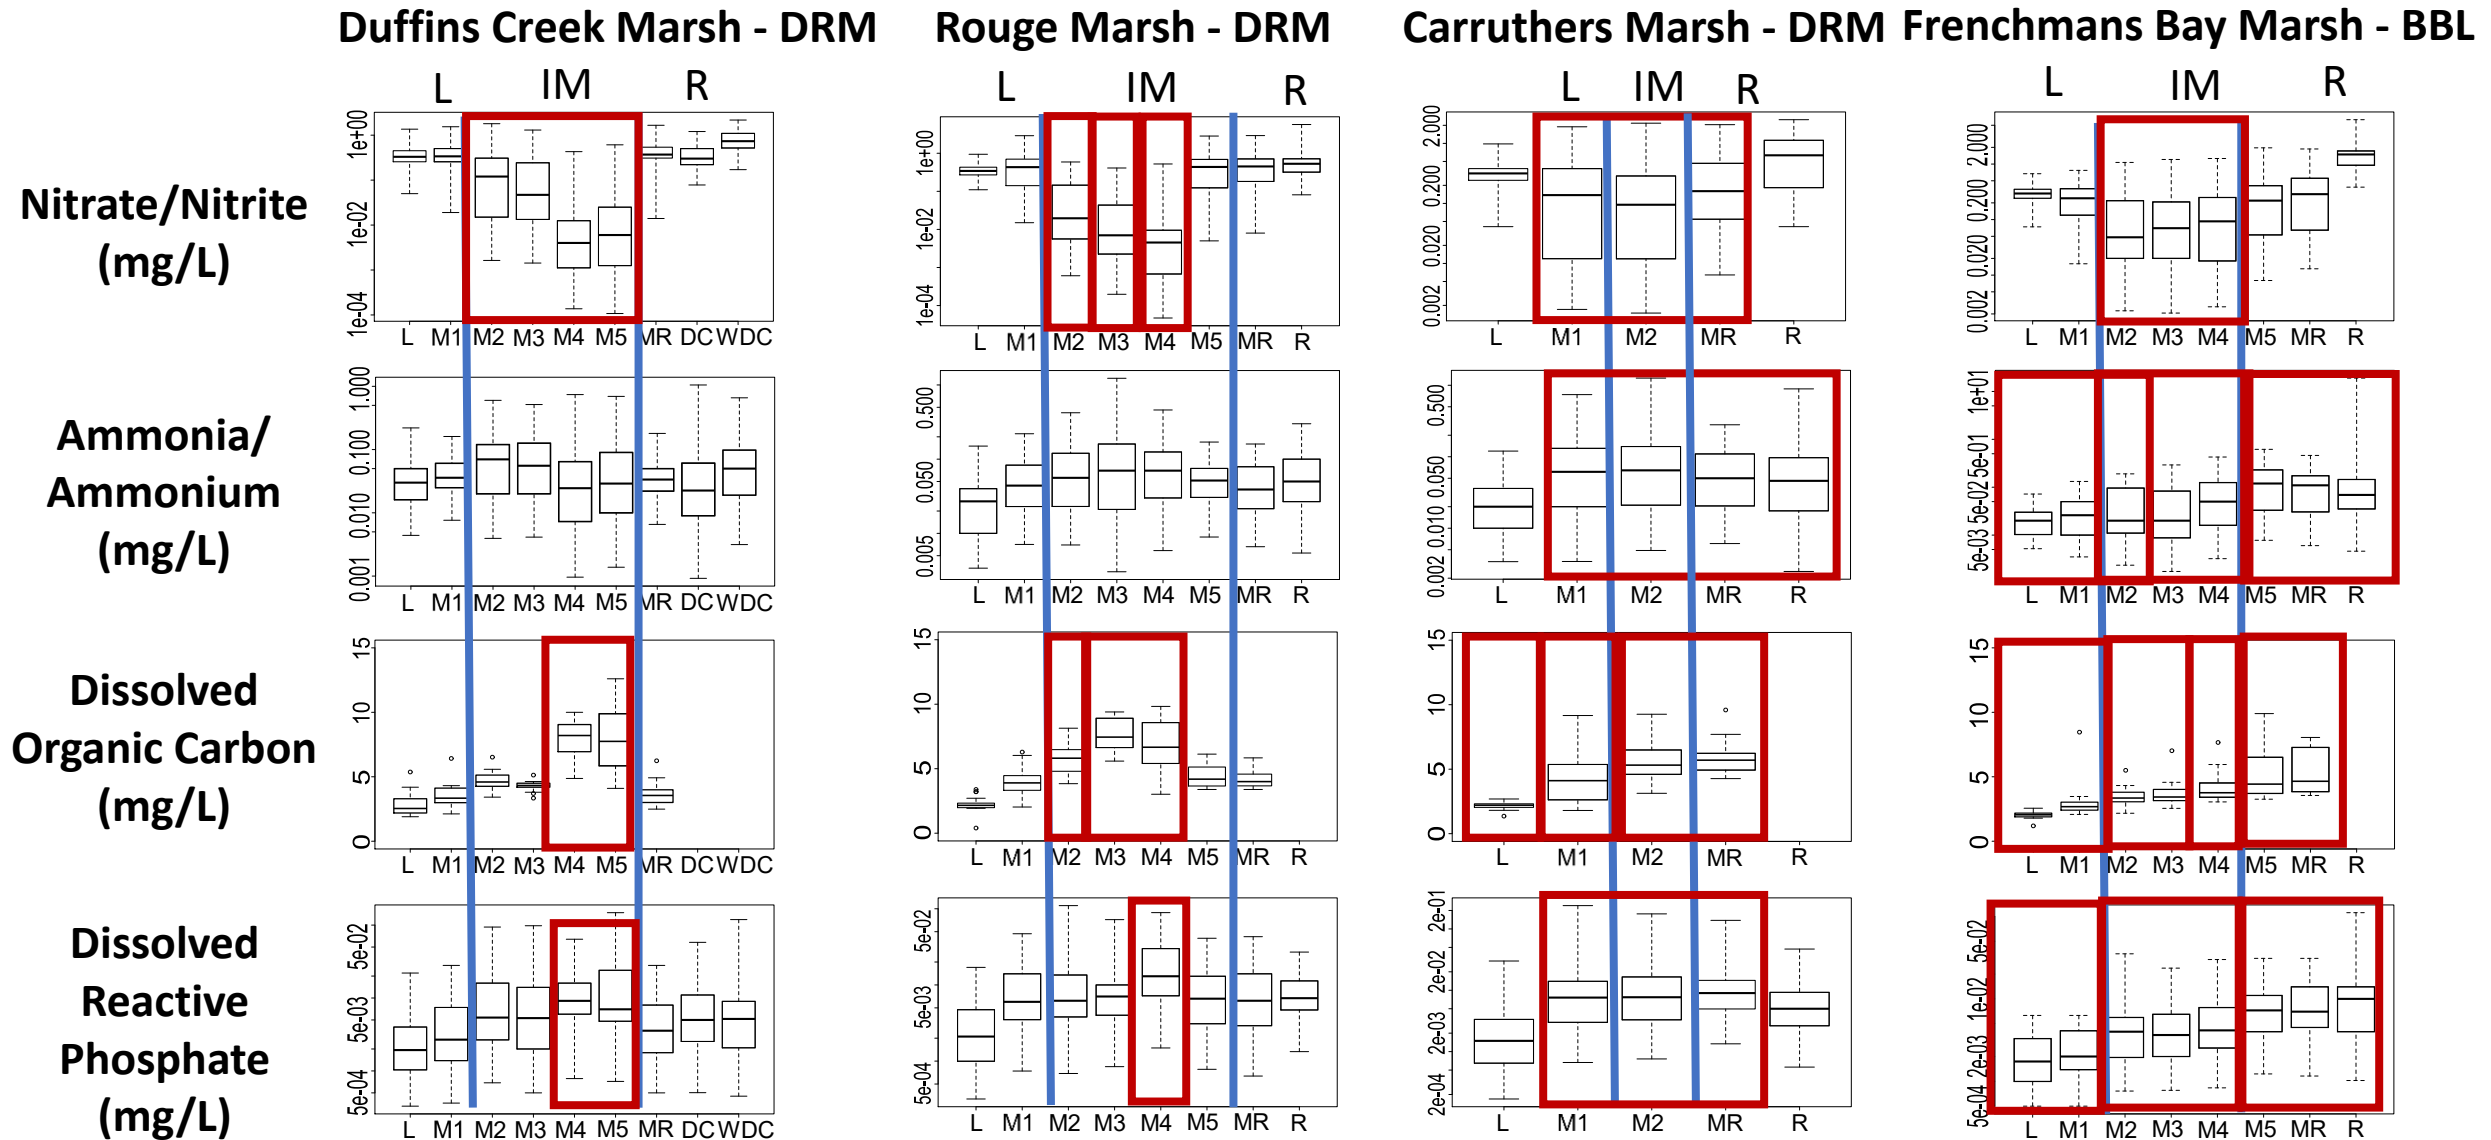 Duffins Creek Marsh - DRM
Rouge Marsh - DRM
Carruthers Marsh - DRM
Frenchmans Bay Marsh - BBL
L IM R
L IM R
L IM R
L IM R
Nitrate/Nitrite
(mg/L)
1e+00
1e-02
1e-04
L M1 M2 M3 M4 M5 MR DC WDC
1e+00
1e-02
1e-04
L M1 M2 M3 M4 M5 MR R
2.000
0.200
0.020
0.002
L M1 M2 MR R
2.000
0.200
0.020
0.002
L M1 M2 M3 M4 M5 MR R
Ammonia/
Ammonium
(mg/L)
1.000
0.100
0.010
0.001
L M1 M2 M3 M4 M5 MR DC WDC
0.500
0.050
0.005
L M1 M2 M3 M4 M5 MR R
0.500
0.050
0.010
0.002
L M1 M2 MR R
1e+01
5e-01
5e-02
5e-03
L M1 M2 M3 M4 M5 MR R
Dissolved
Organic Carbon
(mg/L)
15
10
5
0
L M1 M2 M3 M4 M5 MR DC WDC
15
10
5
0
L M1 M2 M3 M4 M5 MR R
15
10
5
0
L M1 M2 MR R
15
10
5
0
L M1 M2 M3 M4 M5 MR R
Dissolved
Reactive
Phosphate
(mg/L)
5e-02
5e-03
5e-04
L M1 M2 M3 M4 M5 MR DC WDC
5e-02
5e-03
5e-04
L M1 M2 M3 M4 M5 MR R
2e-01
2e-02
2e-03
2e-04
L M1 M2 MR R
5e-02
1e-02
2e-03
5e-04
L M1 M2 M3 M4 M5 MR R